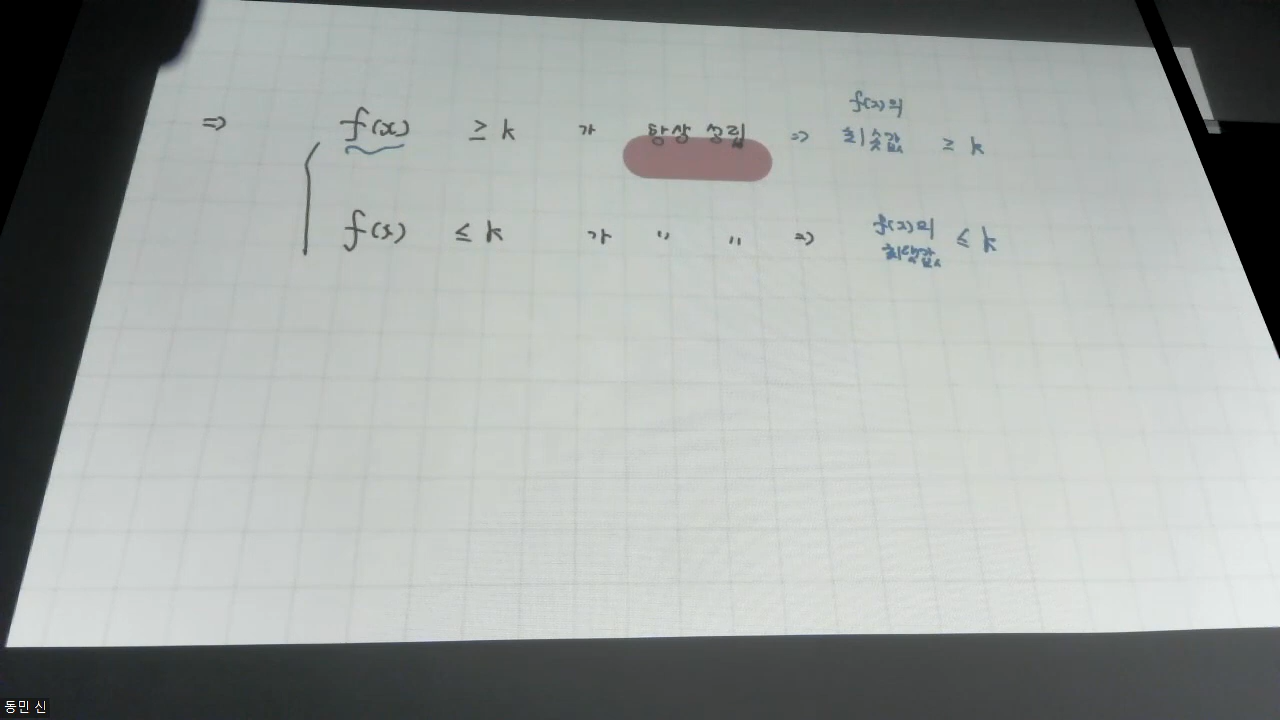 ⇒ f(x) ≥ k 가 항상 성립 ⇒ f(x)의 최솟값 ≥ k
f(x) ≤ k 가 〃 〃 ⇒ f(x)의 최댓값 ≤ k
동민 신